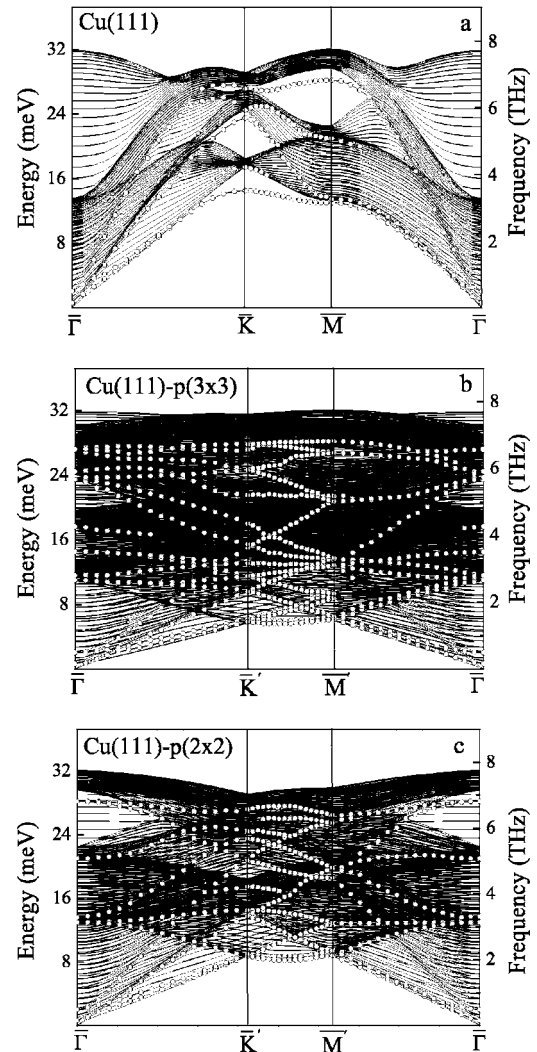 Cu(111)
a
32
24
16
8
Energy (meV)
8
6
4
2
Frequency (THz)
Γ̅
K̅
M̅
Γ̅
Cu(111)-p(3x3)
b
32
24
16
8
Energy (meV)
8
6
4
2
Frequency (THz)
Γ̅
K̅′
M̅′
Γ̅
Cu(111)-p(2x2)
c
32
24
16
8
Energy (meV)
8
6
4
2
Frequency (THz)
Γ̅
K̅′
M̅′
Γ̅